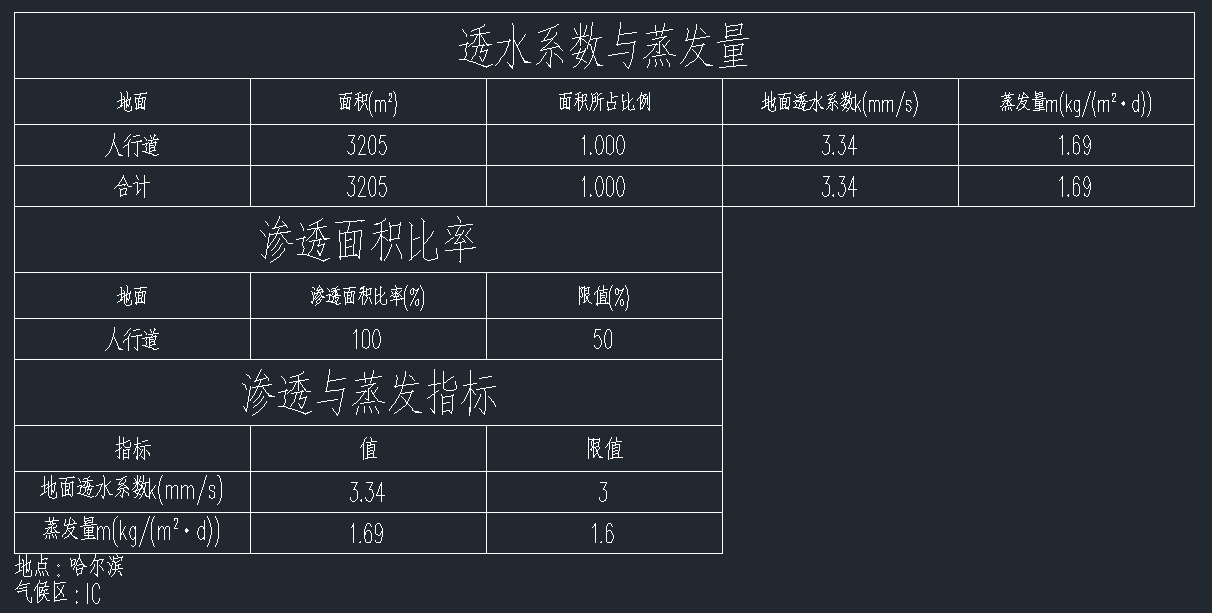 透水系数与蒸发量
地面 面积(m²) 面积所占比例 地面透水系数k(mm/s) 蒸发量m(kg/(m²·d))
人行道 3205 1.000 3.34 1.69
合计 3205 1.000 3.34 1.69
渗透面积比率
地面 渗透面积比率(%) 限值(%)
人行道 100 50
渗透与蒸发指标
指标 值 限值
地面透水系数k(mm/s) 3.34 3
蒸发量m(kg/(m²·d)) 1.69 1.6
地点：哈尔滨
气候区：IC